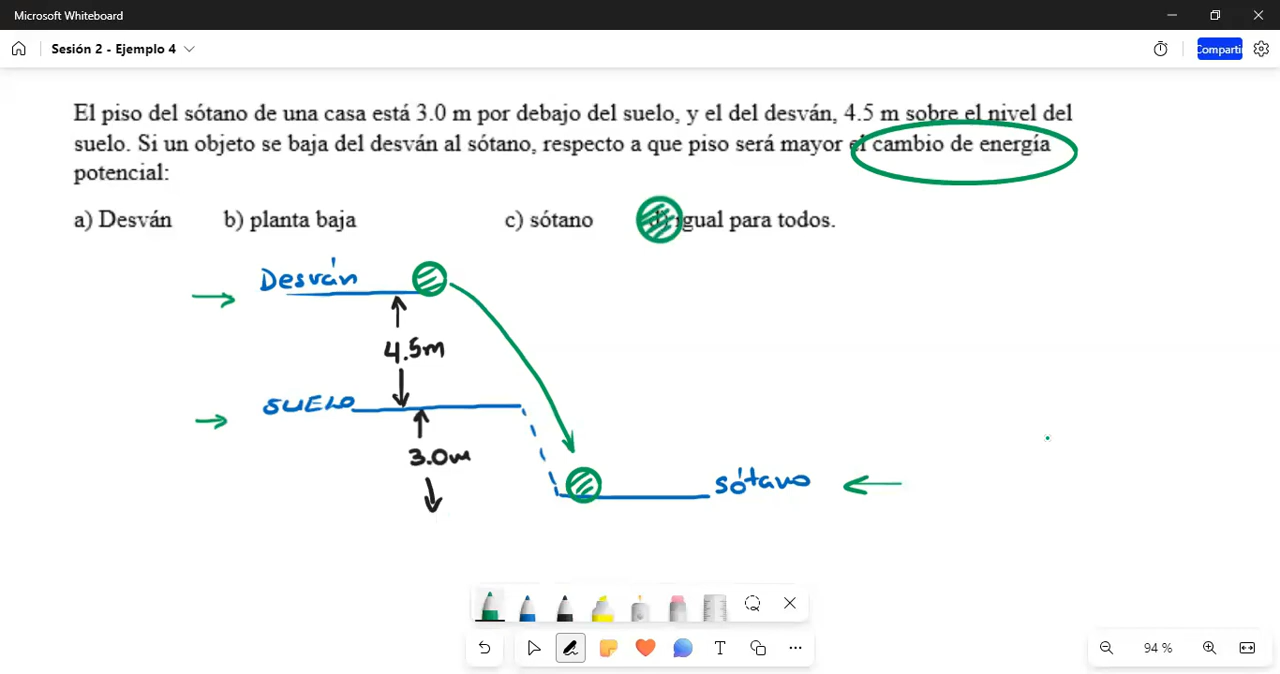 Microsoft Whiteboard
Sesión 2 - Ejemplo 4
Compartir
El piso del sótano de una casa está 3.0 m por debajo del suelo, y el del desván, 4.5 m sobre el nivel del
suelo. Si un objeto se baja del desván al sótano, respecto a que piso será mayor el cambio de energía
potencial:
a) Desván b) planta baja c) sótano d) igual para todos.
Desván
4.5m
SUELO
3.0m
sótano
94 %